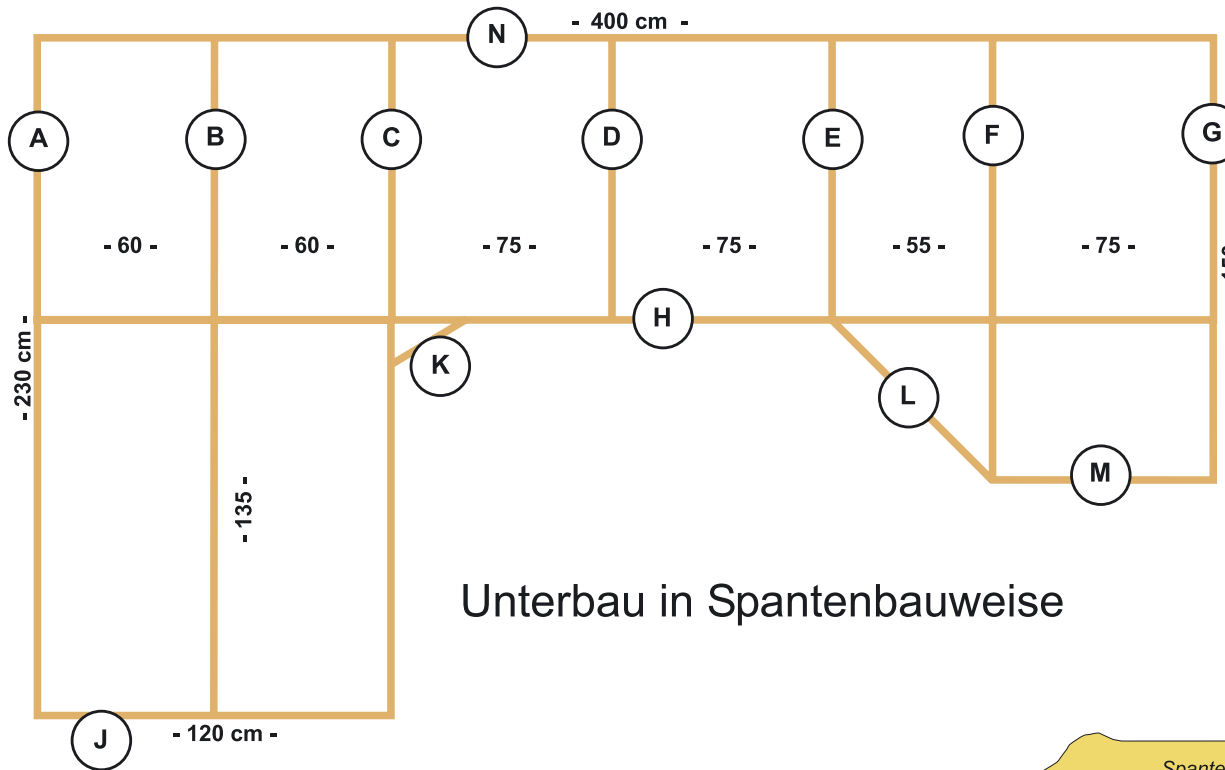 - 400 cm -
N
A
B
C
D
E
F
G
- 60 -
- 60 -
- 75 -
- 75 -
- 55 -
- 75 -
H
- 230 cm -
K
L
M
- 135 -
Unterbau in Spantenbauweise
J
- 120 cm -